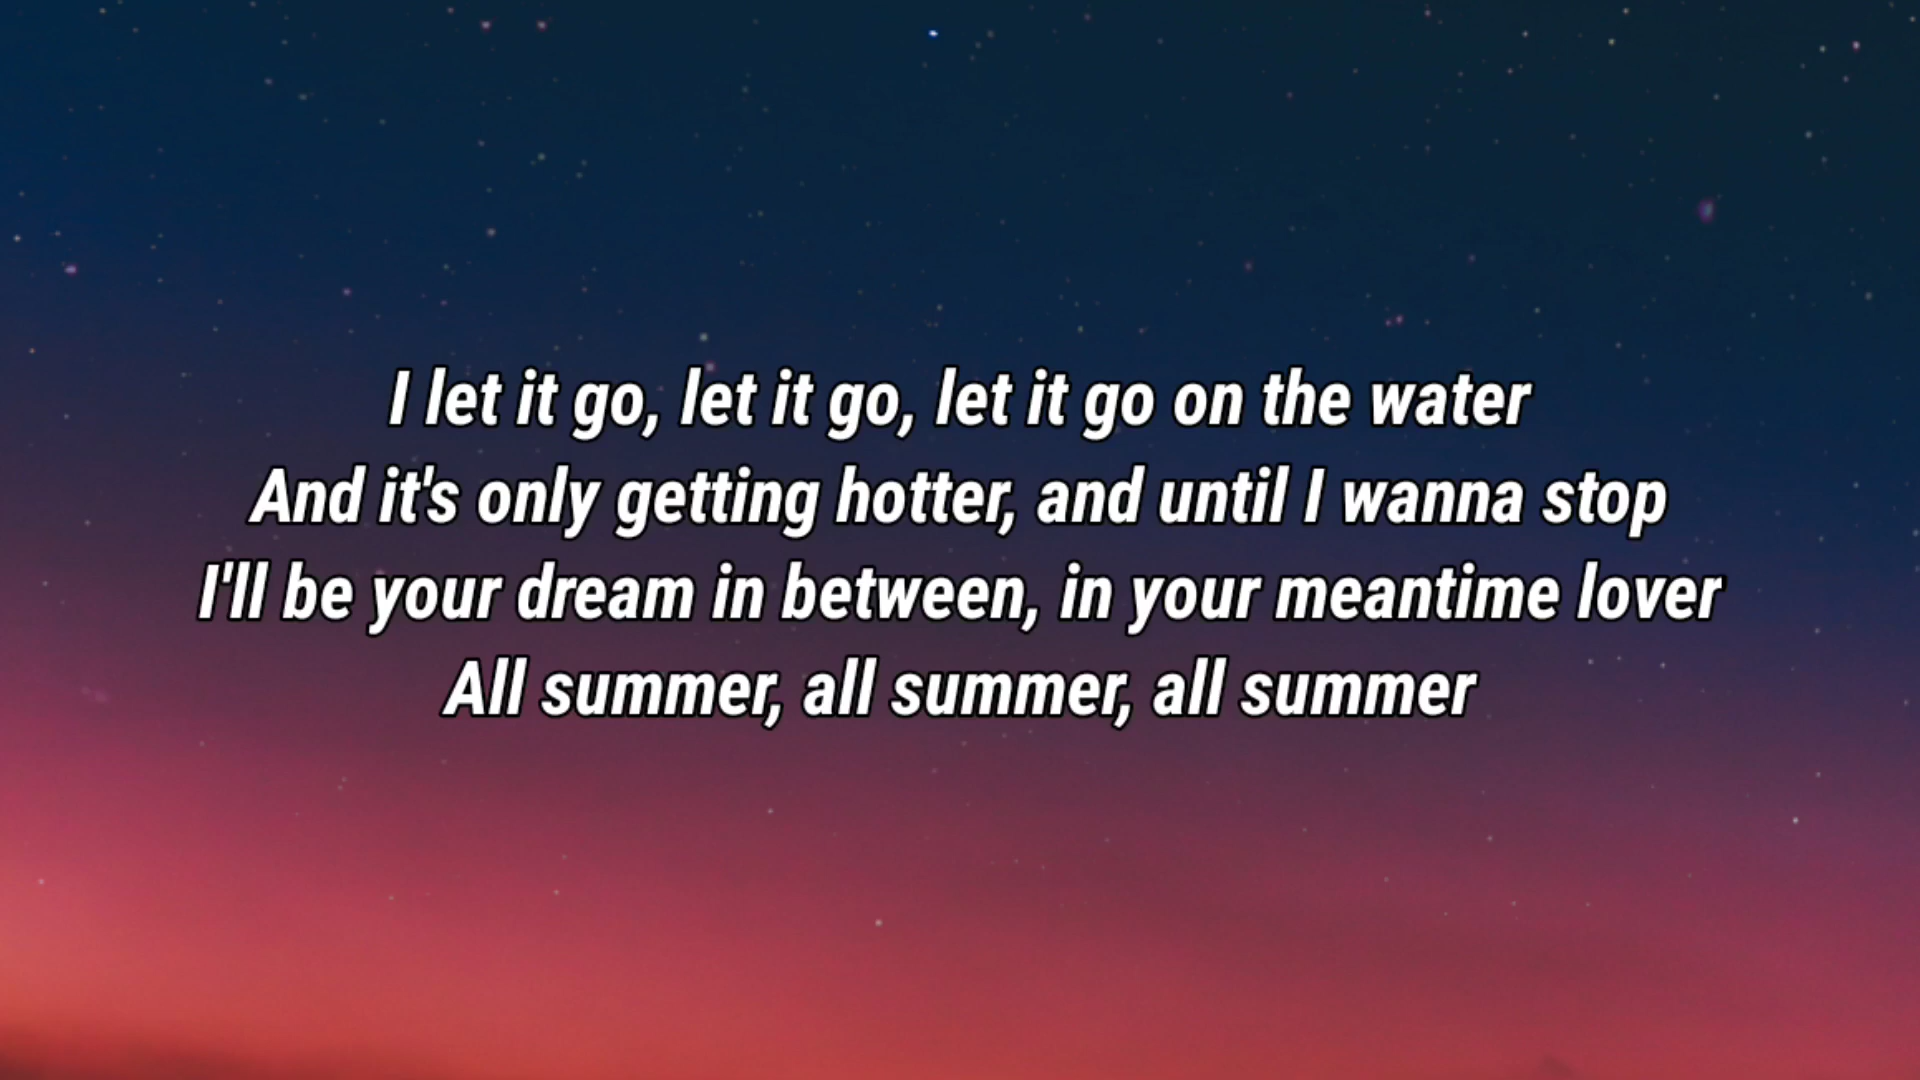 I let it go, let it go, let it go on the water
And it's only getting hotter, and until I wanna stop
I'll be your dream in between, in your meantime lover
All summer, all summer, all summer